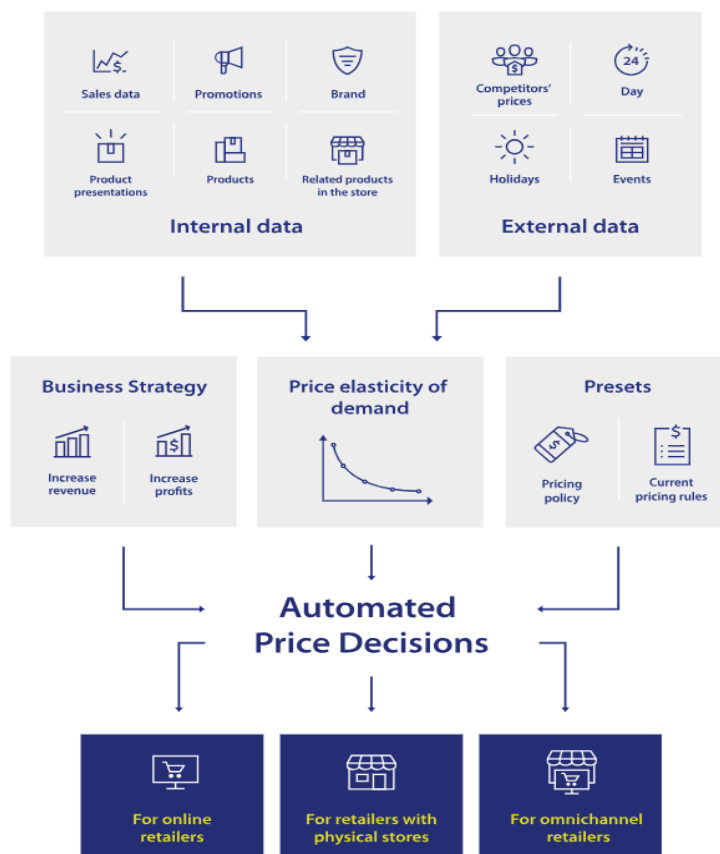 Sales data
Promotions
Brand
Product
presentations
Products
Related products
in the store
Internal data
Competitors'
prices
24
Day
Holidays
Events
External data
Business Strategy
Increase
revenue
Increase
profits
Price elasticity of
demand
Presets
Pricing
policy
Current
pricing rules
Automated
Price Decisions
For online
retailers
For retailers with
physical stores
For omnichannel
retailers